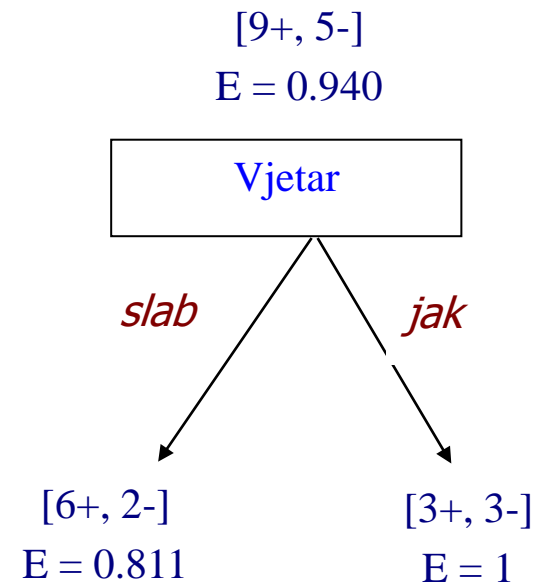 [9+, 5-]
E = 0.940
Vjetar
slab
jak
[6+, 2-]
E = 0.811
[3+, 3-]
E = 1